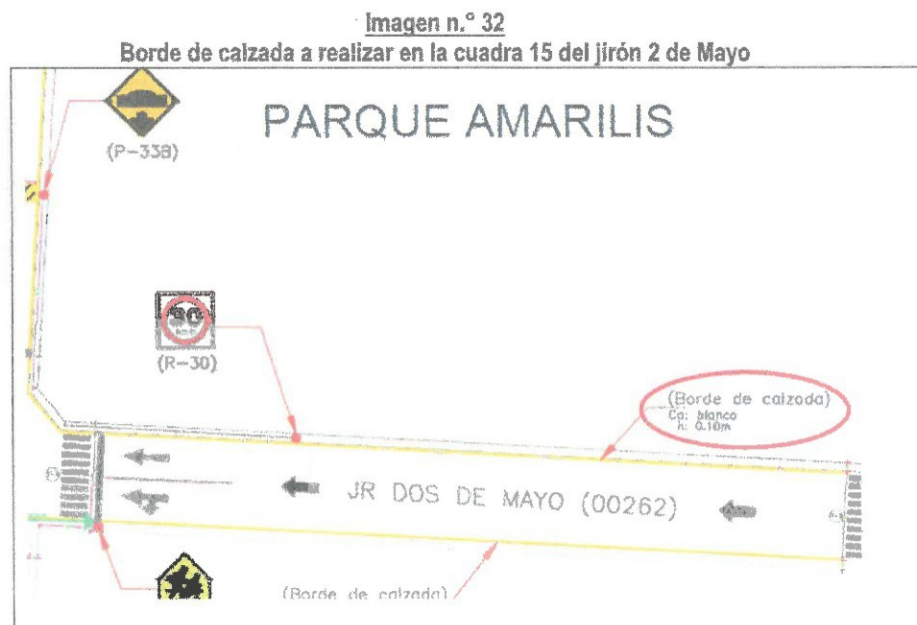 Imagen n.° 32
Borde de calzada a realizar en la cuadra 15 del jirón 2 de Mayo
PARQUE AMARILIS
(P-33B)
(R-30)
(Borde de calzada)
Ca: blanco
h: 0.10m
JR DOS DE MAYO (00262)
(Borde de calzada)